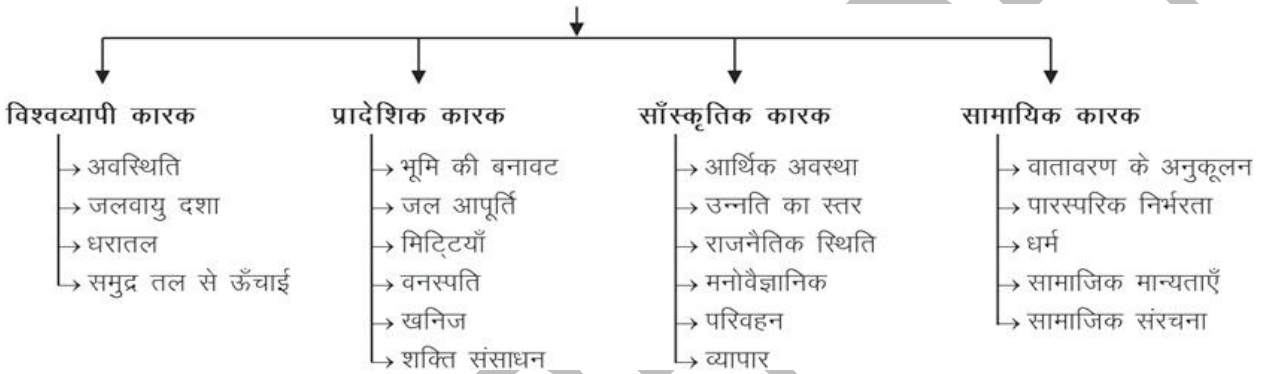 विश्वव्यापी कारक
अवस्थिति
जलवायु दशा
धरातल
समुद्र तल से ऊँचाई
प्रादेशिक कारक
भूमि की बनावट
जल आपूर्ति
मिट्टियाँ
वनस्पति
खनिज
शक्ति संसाधन
साँस्कृतिक कारक
आर्थिक अवस्था
उन्नति का स्तर
राजनैतिक स्थिति
मनोवैज्ञानिक
परिवहन
व्यापार
सामायिक कारक
वातावरण के अनुकूलन
पारस्परिक निर्भरता
धर्म
सामाजिक मान्यताएँ
सामाजिक संरचना